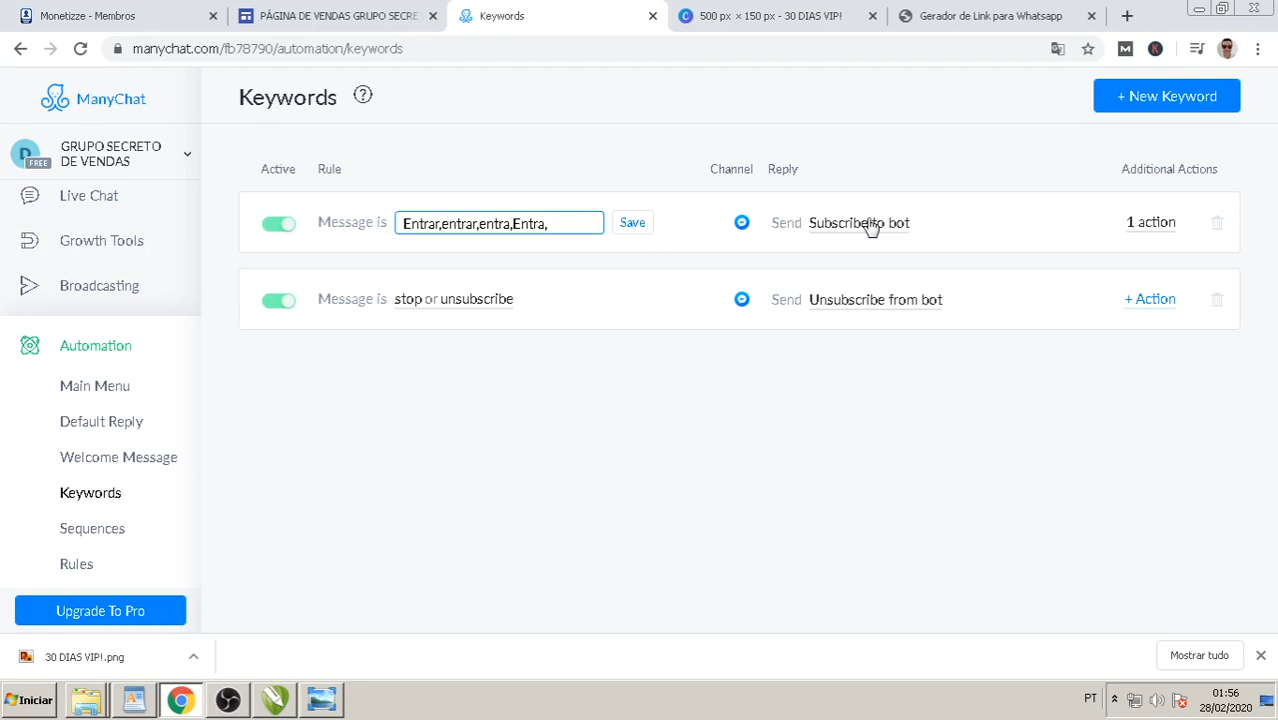 Monetizze - Membros
PÁGINA DE VENDAS GRUPO SECRE
Keywords
500 px × 150 px - 30 DIAS VIP!
Gerador de Link para Whatsapp
manychat.com/fb78790/automation/keywords
ManyChat
GRUPO SECRETO
DE VENDAS
FREE
Live Chat
Growth Tools
Broadcasting
Automation
Main Menu
Default Reply
Welcome Message
Keywords
Sequences
Rules
Upgrade To Pro
Keywords
+ New Keyword
Active Rule Channel Reply Additional Actions
Message is Entrar,entrar,entra,Entra, Save Send Subscribe to bot 1 action
Message is stop or unsubscribe Send Unsubscribe from bot + Action
30 DIAS VIP!.png
Mostrar tudo
Iniciar
PT
01:56
28/02/2020